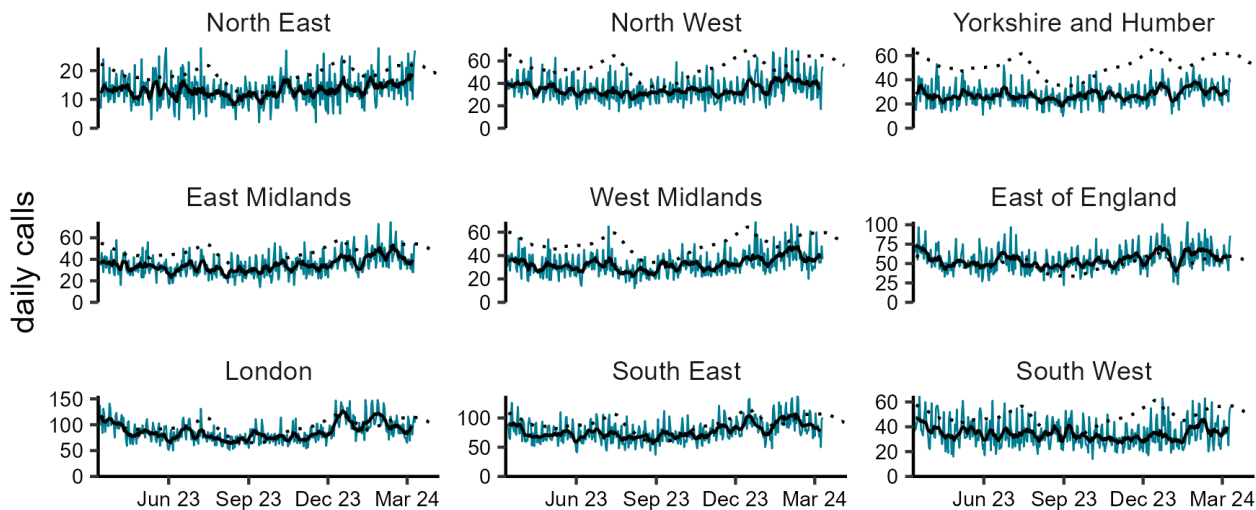 North East
North West
Yorkshire and Humber
20
10
0
60
40
20
0
60
40
20
0
daily calls
East Midlands
West Midlands
East of England
60
40
20
0
60
40
20
0
100
75
50
25
0
London
South East
South West
150
100
50
0
100
50
0
60
40
20
0
Jun 23 Sep 23 Dec 23 Mar 24
Jun 23 Sep 23 Dec 23 Mar 24
Jun 23 Sep 23 Dec 23 Mar 24